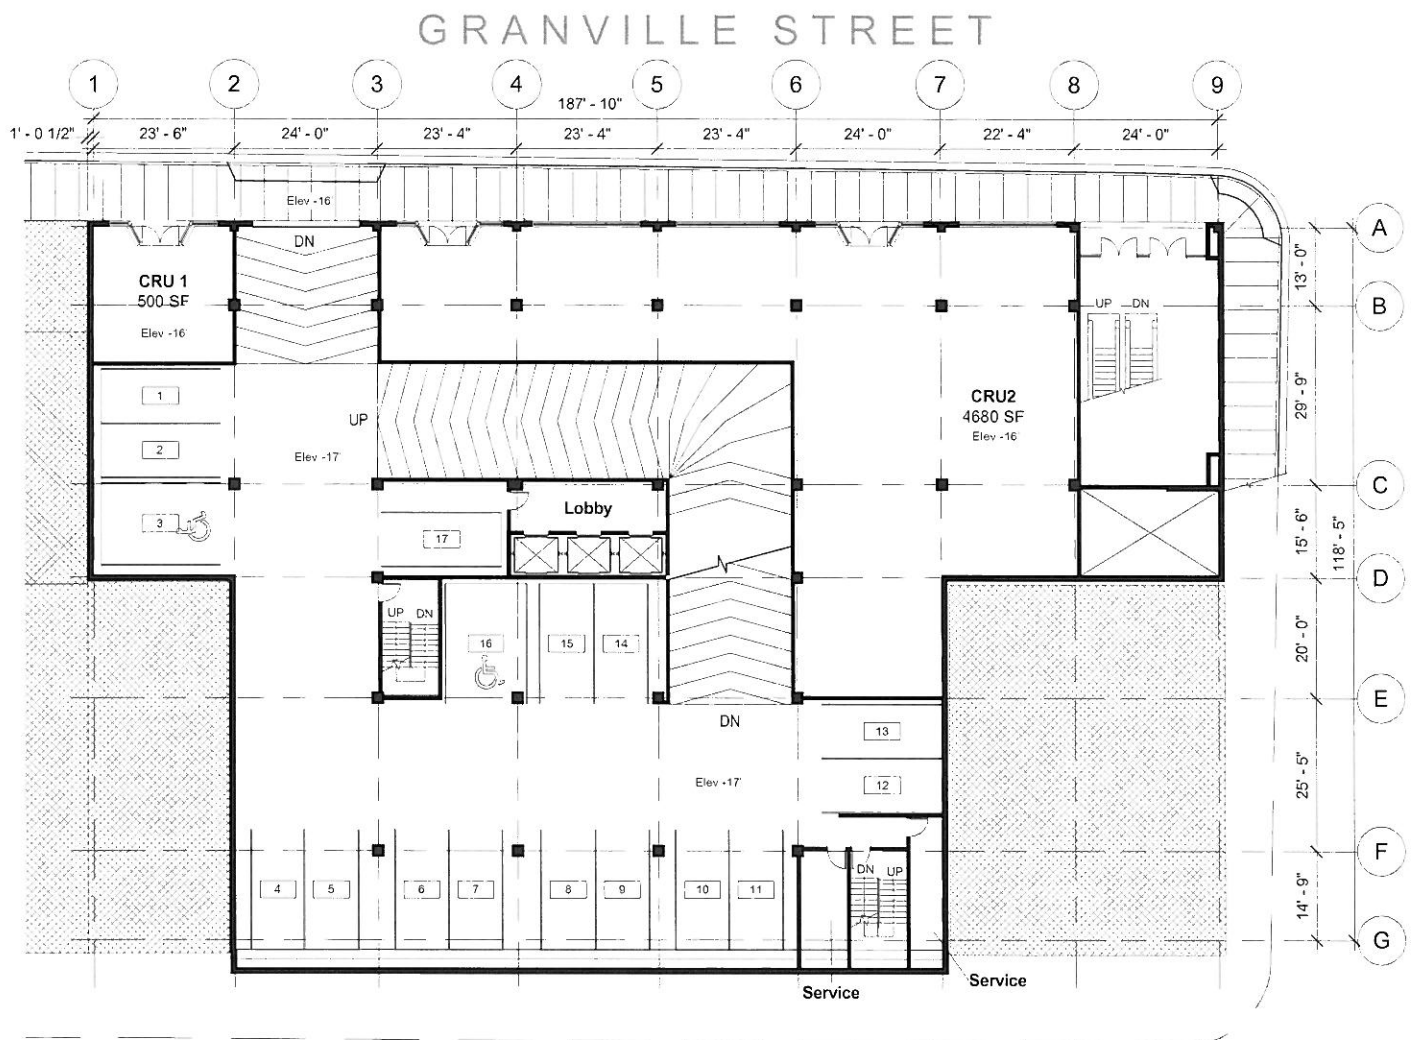 GRANVILLE STREET
1 2 3 4 5 6 7 8 9
187' - 10"
1' - 0 1/2" 23' - 6" 24' - 0" 23' - 4" 23' - 4" 23' - 4" 24' - 0" 22' - 4" 24' - 0"
Elev -16
A
DN
13' - 0"
CRU 1
500 SF
Elev -16'
UP DN
B
29' - 9"
1
CRU2
4680 SF
Elev -16'
UP
2
Elev -17'
C
Lobby
3
17
15' - 6"
118' - 5"
D
UP DN
16
15
14
20' - 0"
E
DN
13
Elev -17'
12
25' - 5"
F
DN UP
4 5 6 7 8 9 10 11
14' - 9"
G
Service
Service